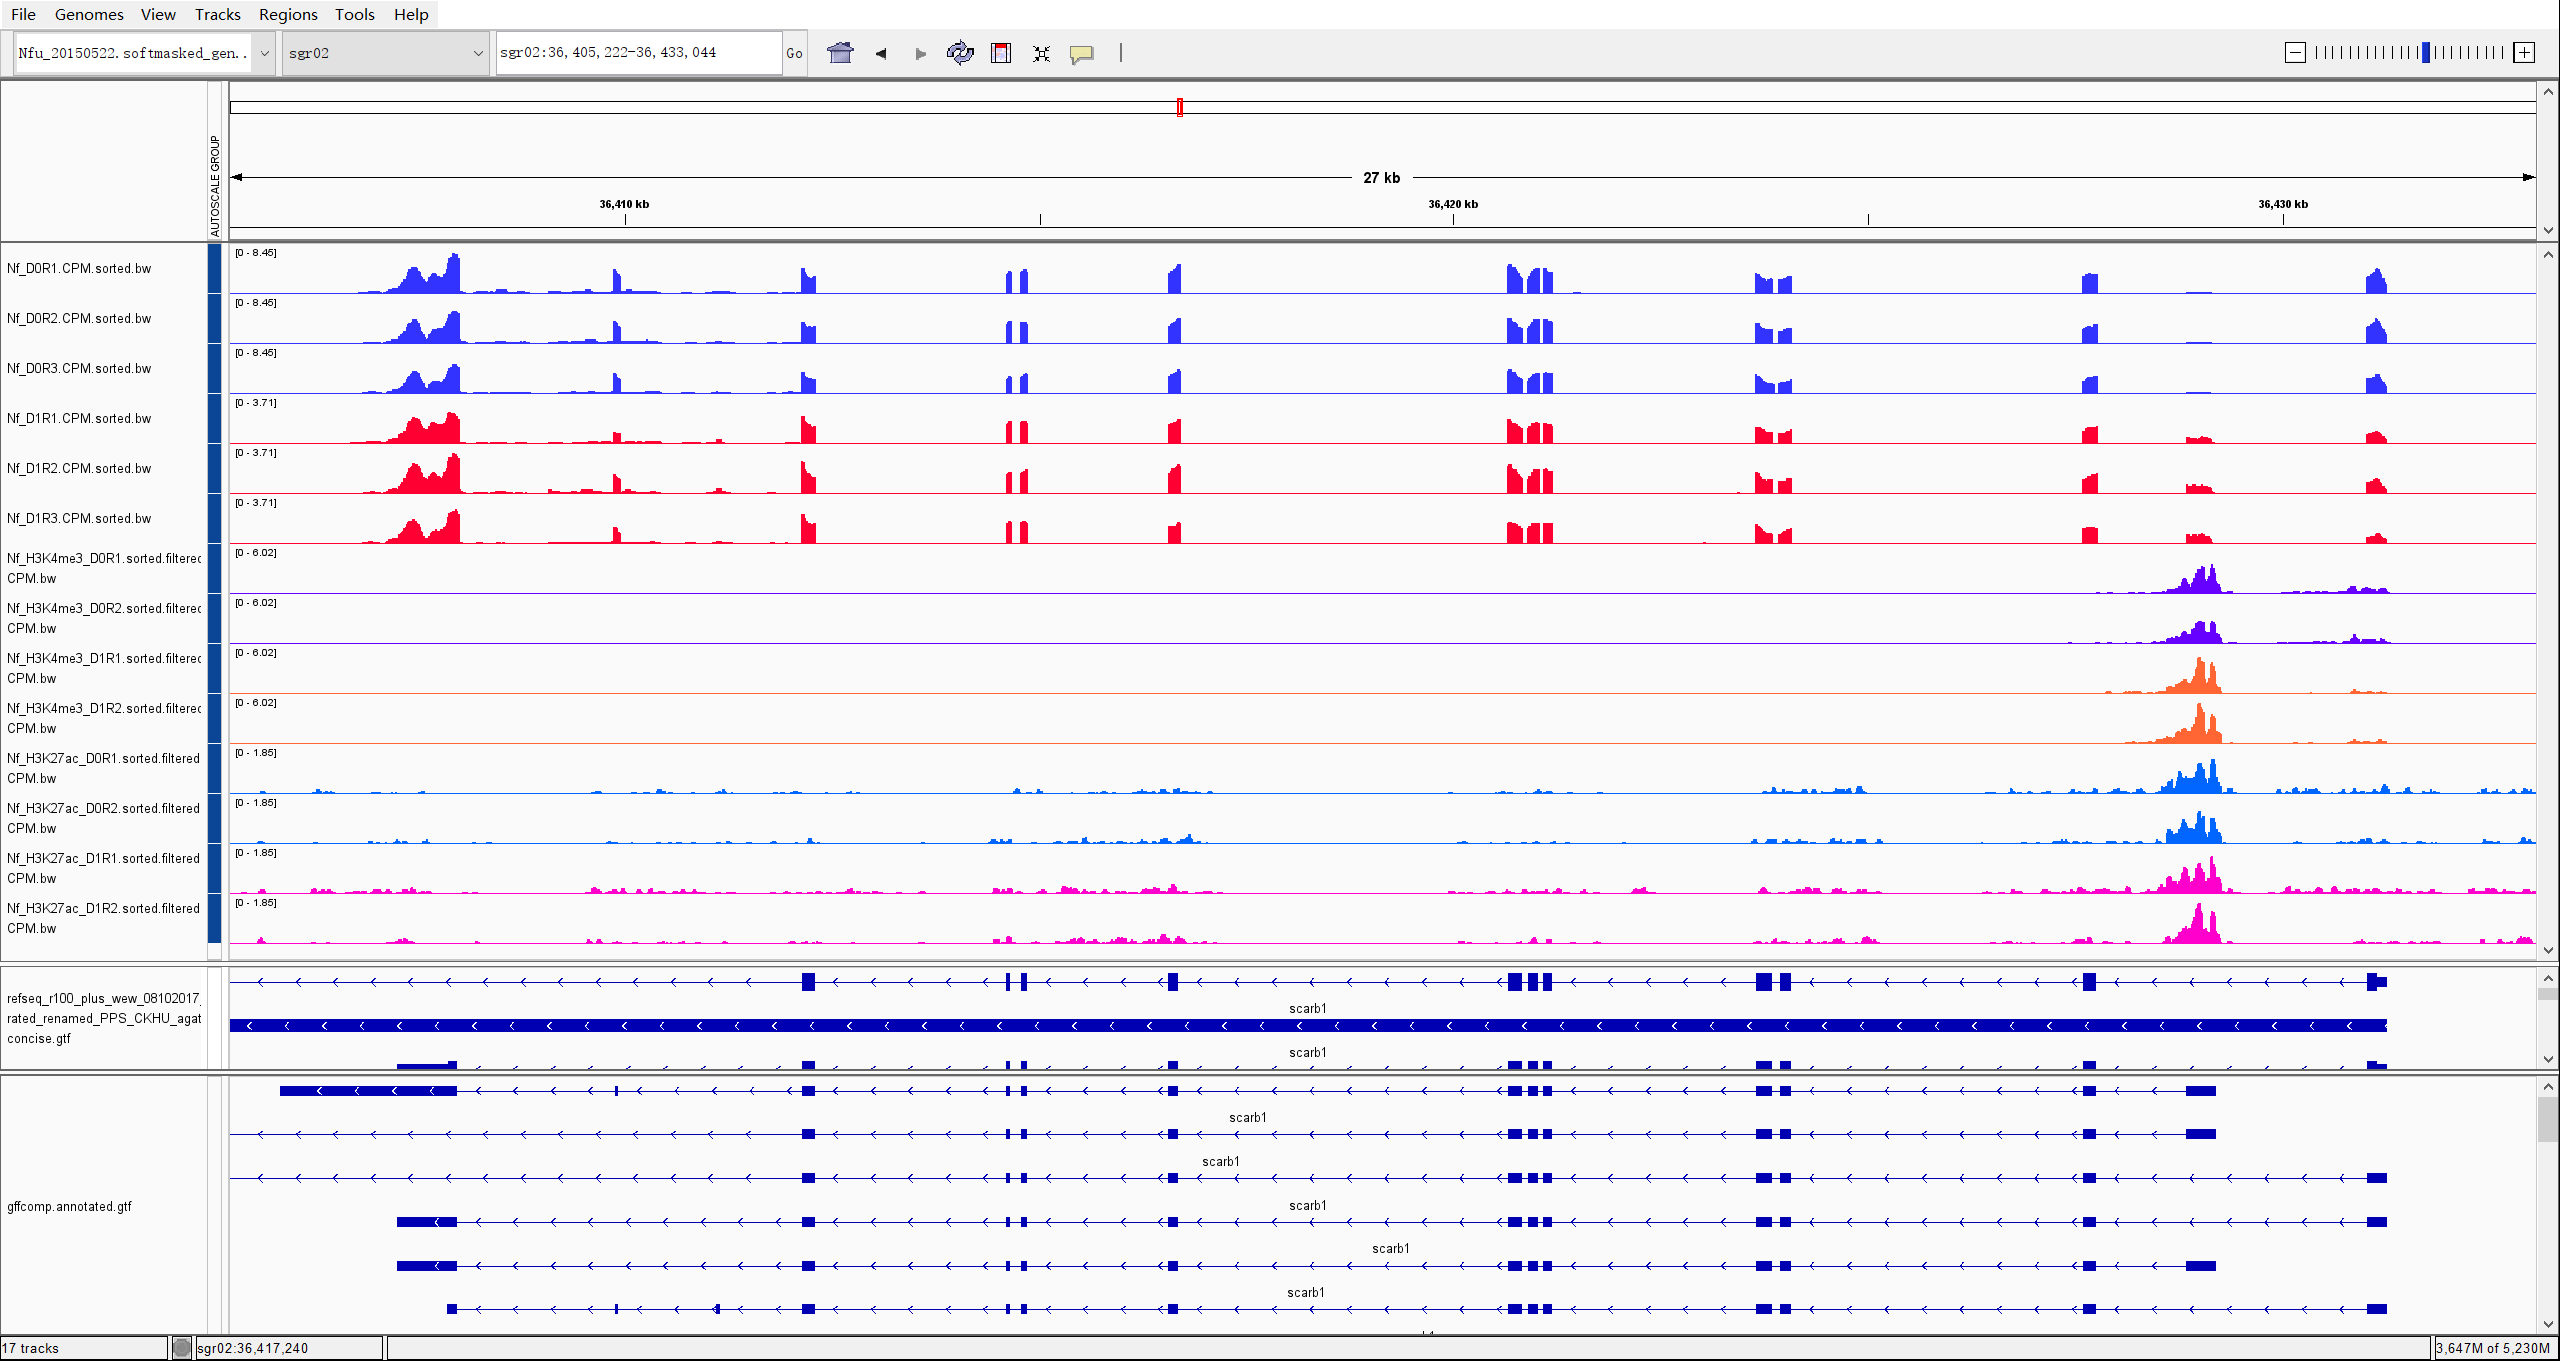 File Genomes View Tracks Regions Tools Help
Nfu_20150522.softmasked_gen.. sgr02 sgr02:36,405,222-36,433,044 Go
AUTOSCALE GROUP
27 kb
36,410 kb 36,420 kb 36,430 kb
[0 - 8.45]
Nf_D0R1.CPM.sorted.bw
[0 - 8.45]
Nf_D0R2.CPM.sorted.bw
[0 - 8.45]
Nf_D0R3.CPM.sorted.bw
[0 - 3.71]
Nf_D1R1.CPM.sorted.bw
[0 - 3.71]
Nf_D1R2.CPM.sorted.bw
[0 - 3.71]
Nf_D1R3.CPM.sorted.bw
[0 - 6.02]
Nf_H3K4me3_D0R1.sorted.filtered
CPM.bw
[0 - 6.02]
Nf_H3K4me3_D0R2.sorted.filtered
CPM.bw
[0 - 6.02]
Nf_H3K4me3_D1R1.sorted.filtered
CPM.bw
[0 - 6.02]
Nf_H3K4me3_D1R2.sorted.filtered
CPM.bw
[0 - 1.85]
Nf_H3K27ac_D0R1.sorted.filtered
CPM.bw
[0 - 1.85]
Nf_H3K27ac_D0R2.sorted.filtered
CPM.bw
[0 - 1.85]
Nf_H3K27ac_D1R1.sorted.filtered
CPM.bw
[0 - 1.85]
Nf_H3K27ac_D1R2.sorted.filtered
CPM.bw
refseq_r100_plus_wew_08102017_
rated_renamed_PPS_CKHU_agat
concise.gtf
scarb1
scarb1
scarb1
scarb1
scarb1
scarb1
scarb1
gffcomp.annotated.gtf
17 tracks sgr02:36,417,240 3,647M of 5,230M